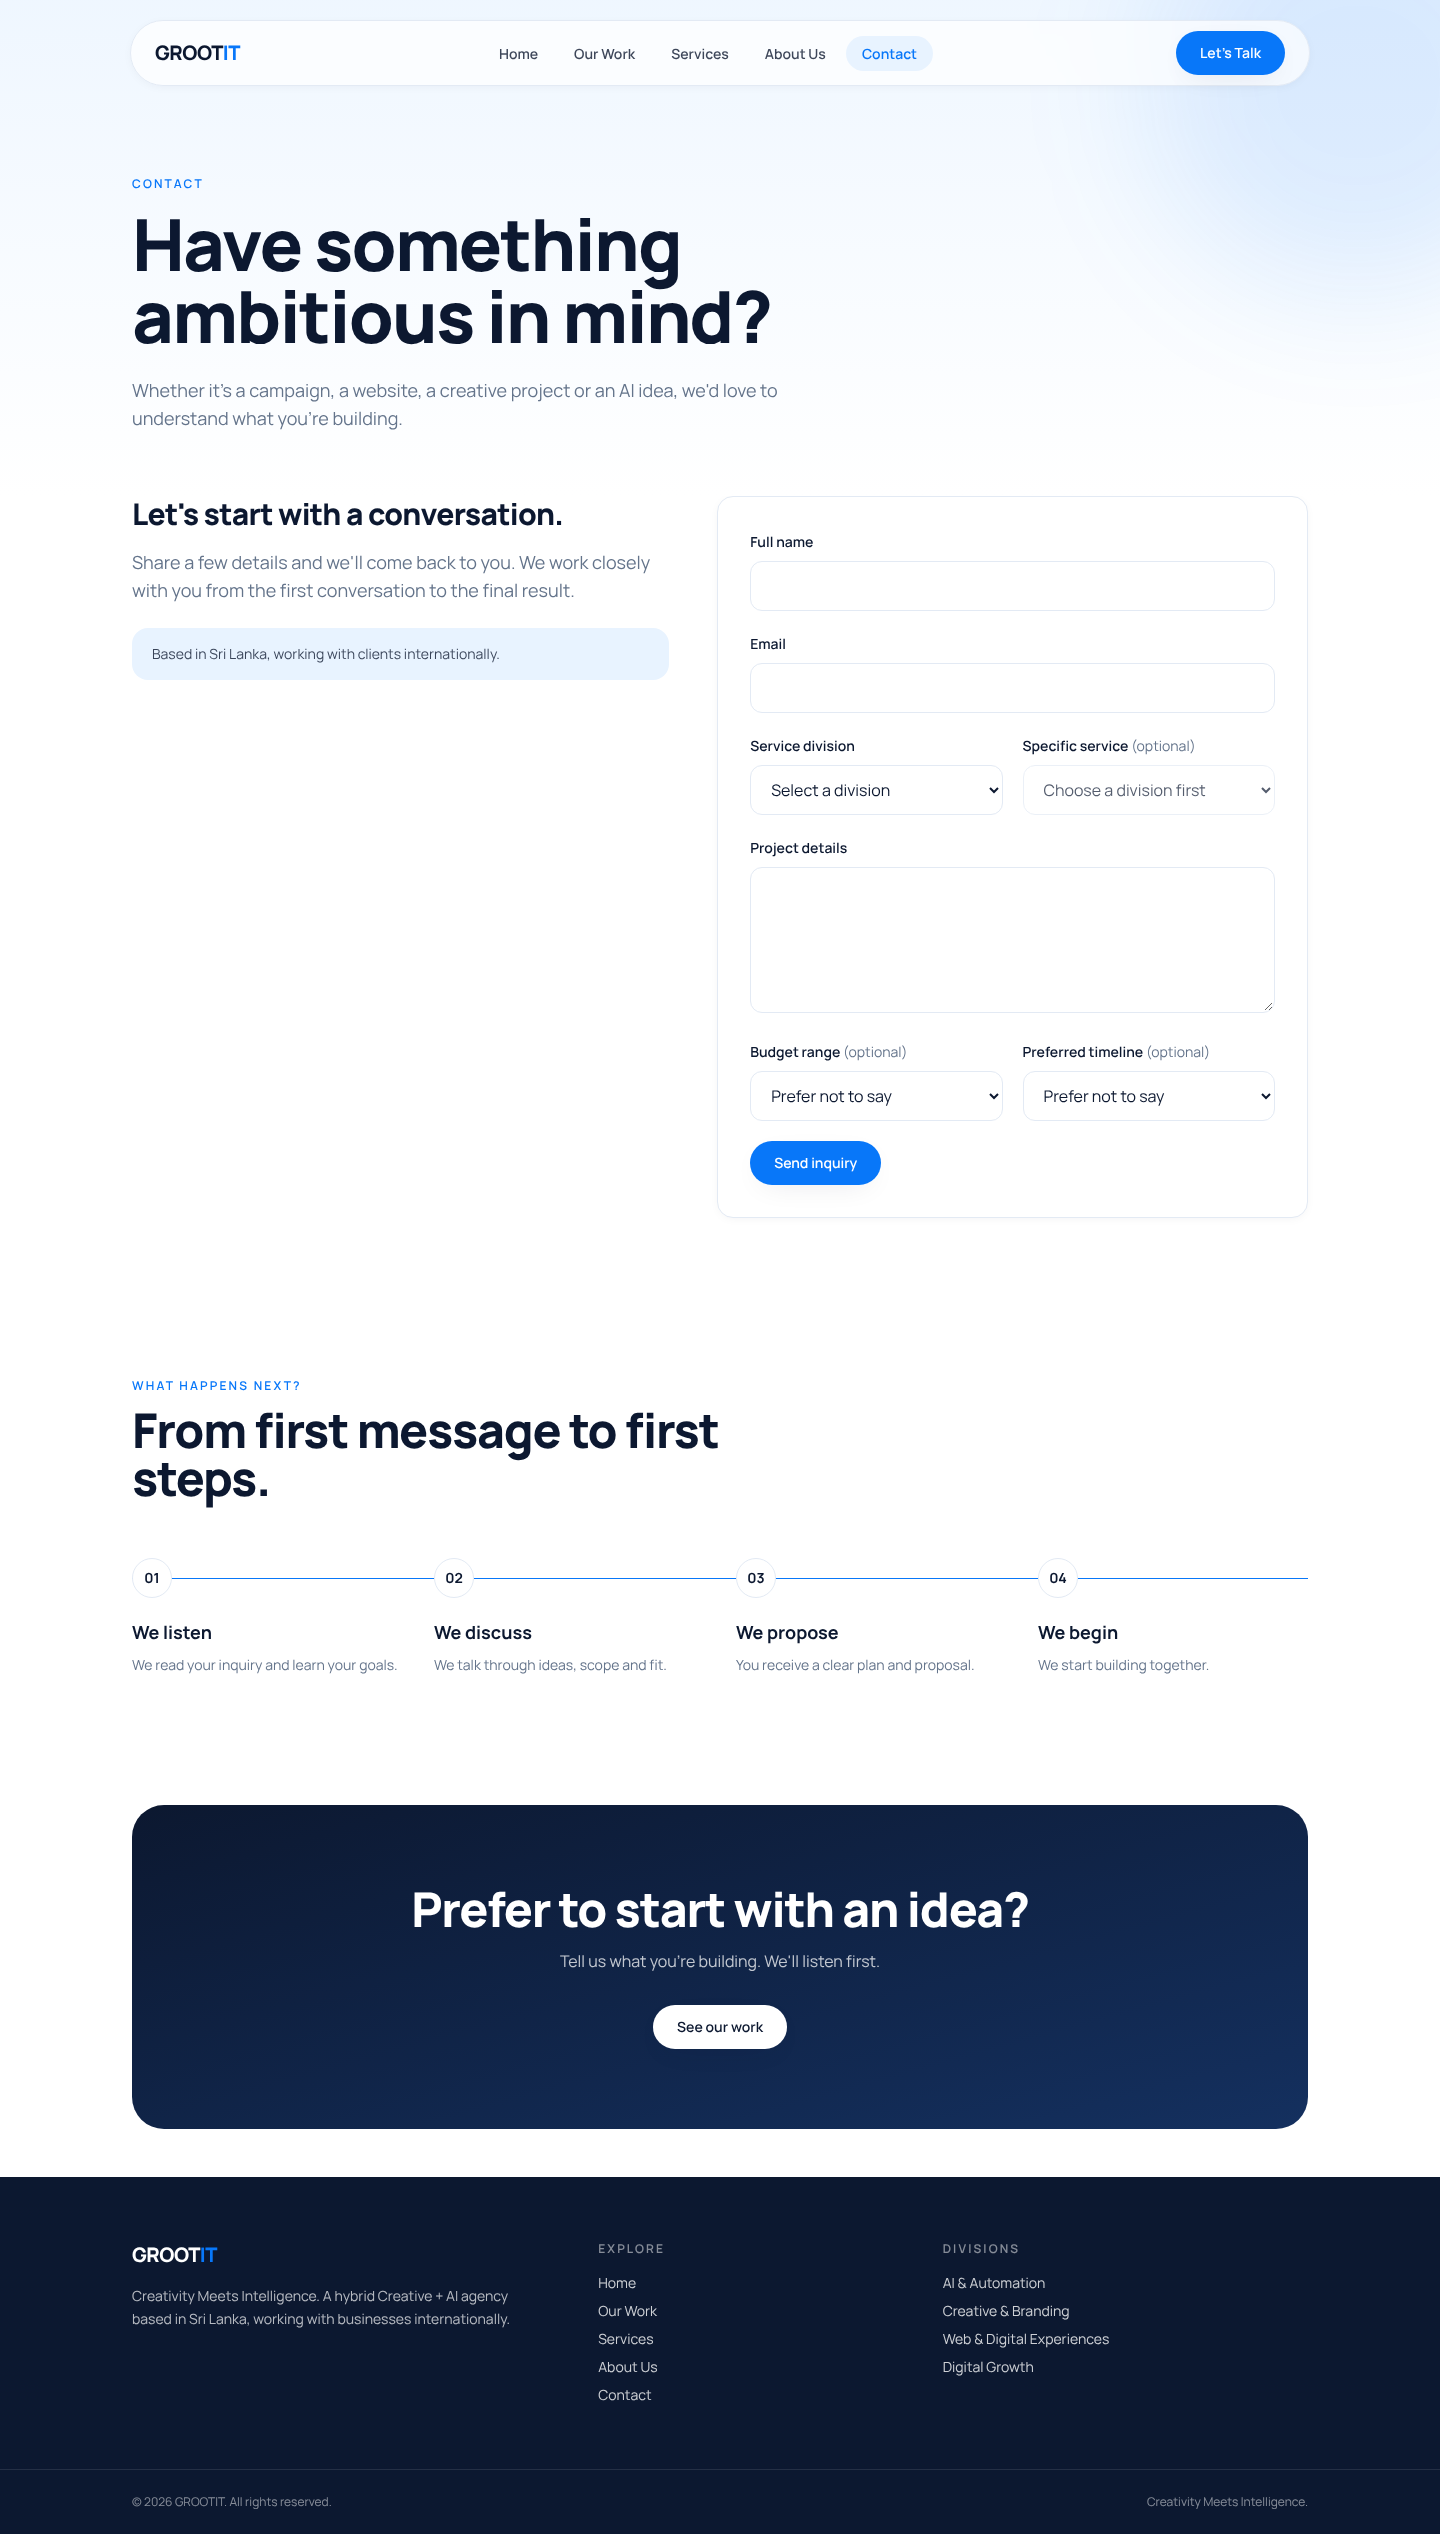 GROOTIT
Home
Our Work
Services
About Us
Contact
Let's Talk
CONTACT
Have something
ambitious in mind?
Whether it's a campaign, a website, a creative project or an AI idea, we'd love to
understand what you're building.
Let's start with a conversation.
Share a few details and we'll come back to you. We work closely
with you from the first conversation to the final result.
Based in Sri Lanka, working with clients internationally.
Full name
Email
Service division
Specific service (optional)
Select a division
Choose a division first
Project details
Budget range (optional)
Preferred timeline (optional)
Prefer not to say
Prefer not to say
Send inquiry
WHAT HAPPENS NEXT?
From first message to first
steps.
01
02
03
04
We listen
We read your inquiry and learn your goals.
We discuss
We talk through ideas, scope and fit.
We propose
You receive a clear plan and proposal.
We begin
We start building together.
Prefer to start with an idea?
Tell us what you're building. We'll listen first.
See our work
GROOTIT
Creativity Meets Intelligence. A hybrid Creative + AI agency
based in Sri Lanka, working with businesses internationally.
EXPLORE
Home
Our Work
Services
About Us
Contact
DIVISIONS
AI & Automation
Creative & Branding
Web & Digital Experiences
Digital Growth
© 2026 GROOTIT. All rights reserved.
Creativity Meets Intelligence.